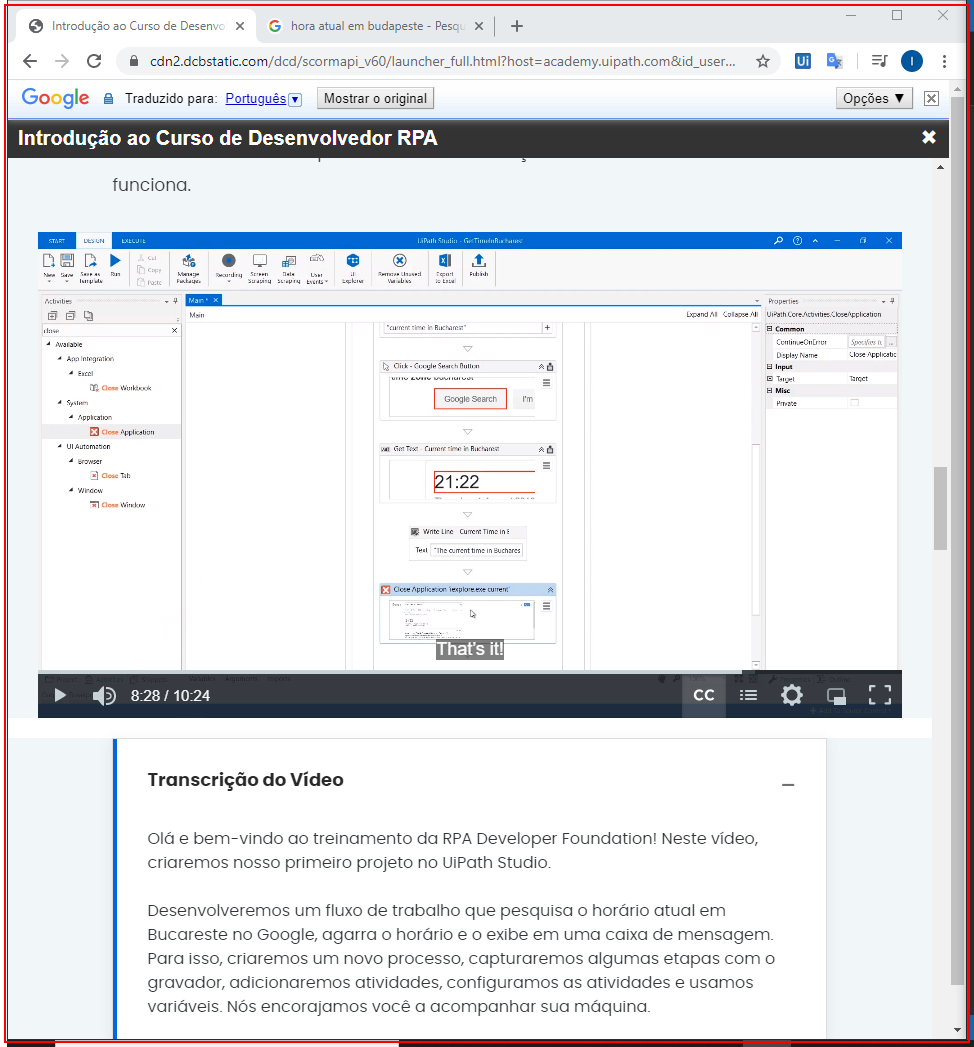 Introdução ao Curso de Desenvo
hora atual em budapeste - Pesqu
cdn2.dcbstatic.com/dcd/scormapi_v60/launcher_full.html?host=academy.uipath.com&id_user...
Ui
I
Google Traduzido para: Português Mostrar o original Opções ▼
Introdução ao Curso de Desenvolvedor RPA
funciona.
START DESIGN EXECUTE
UiPath Studio - GetTimeInBucharest
New Save Save as Template Run
Cut
Copy
Paste
Manage Packages Recording Screen Scraping Data Scraping User Events UI Explorer Remove Unused Variables Export to Excel Publish
Activities
close
Available
App Integration
Excel
Close Workbook
System
Application
Close Application
UI Automation
Browser
Close Tab
Window
Close Window
Main *
Main
Expand All Collapse All
"current time in Bucharest"
Click - Google Search Button
time zone bucharest
Google Search I'm
Get Text - Current time in Bucharest
21:22
Write Line - Current Time in B
Text "The current time in Buchares
Close Application 'iexplore.exe current'
That's it!
Properties
UiPath.Core.Activities.CloseApplication
Common
ContinueOnError Specifies t
Display Name Close Applicatic
Input
Target Target
Misc
Private
8:28 / 10:24
CC
Transcrição do Vídeo
Olá e bem-vindo ao treinamento da RPA Developer Foundation! Neste vídeo,
criaremos nosso primeiro projeto no UiPath Studio.
Desenvolveremos um fluxo de trabalho que pesquisa o horário atual em
Bucareste no Google, agarra o horário e o exibe em uma caixa de mensagem.
Para isso, criaremos um novo processo, capturaremos algumas etapas com o
gravador, adicionaremos atividades, configuramos as atividades e usamos
variáveis. Nós encorajamos você a acompanhar sua máquina.